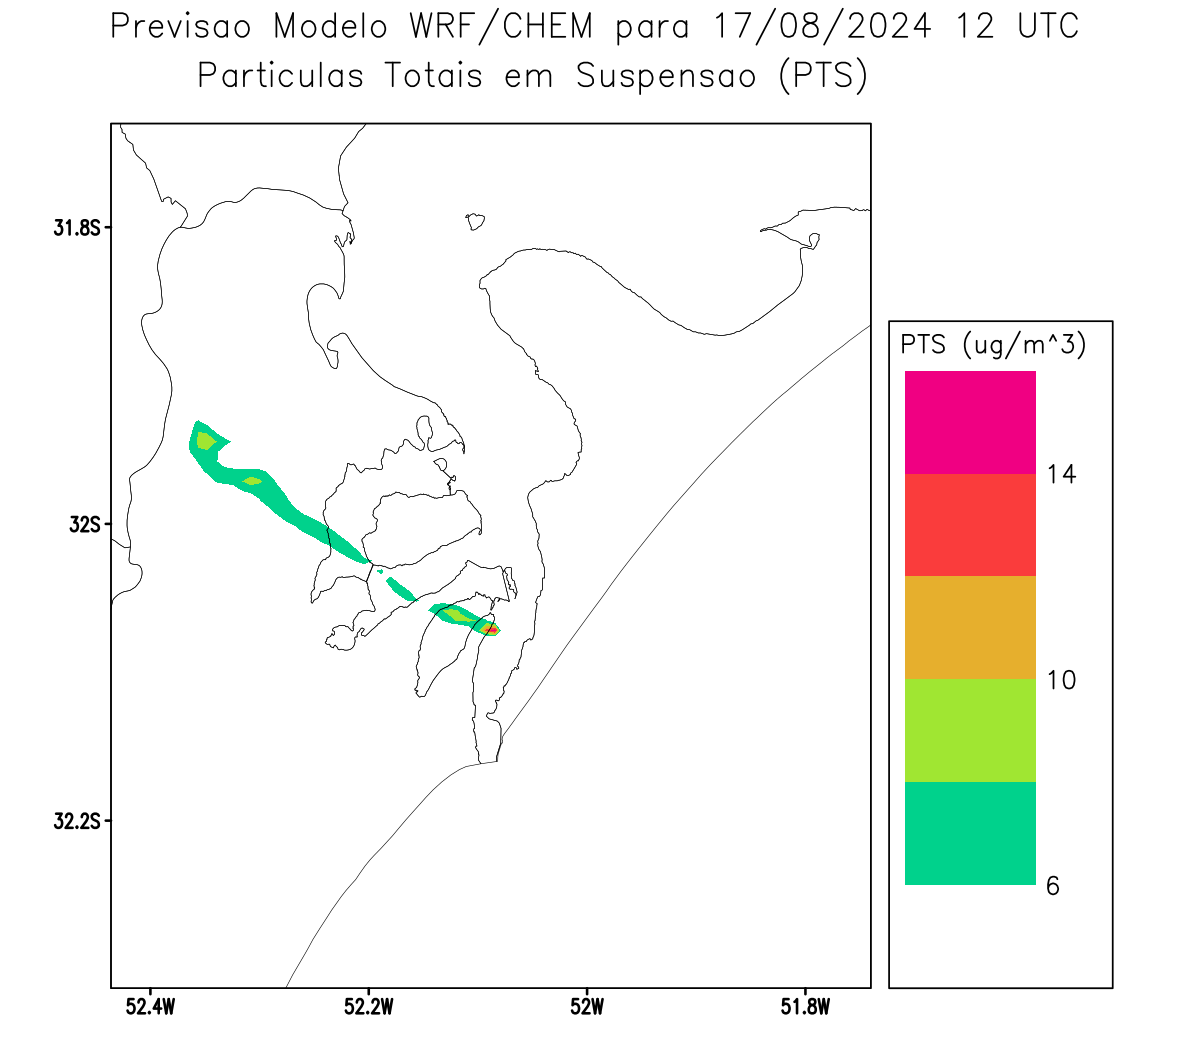 Previsao Modelo WRF/CHEM para 17/08/2024 12 UTC
Particulas Totais em Suspensao (PTS)
31.8S
32S
32.2S
52.4W
52.2W
52W
51.8W
PTS (ug/m^3)
14
10
6